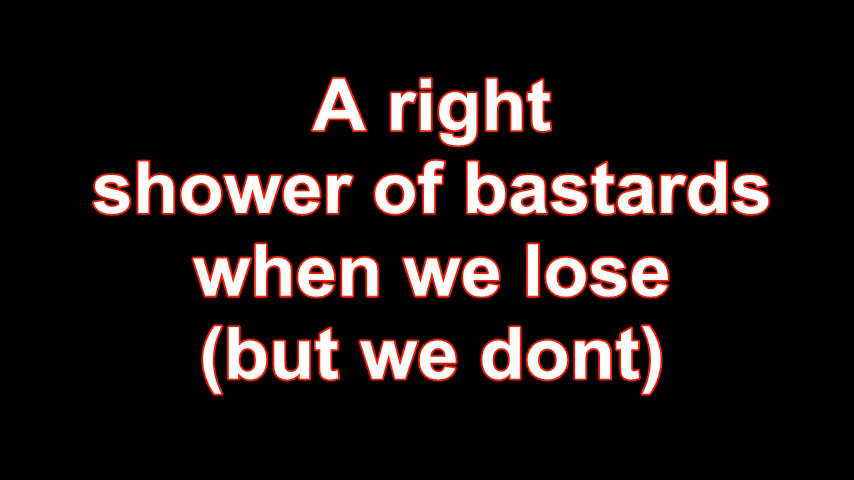 A right
shower of bastards
when we lose
(but we dont)